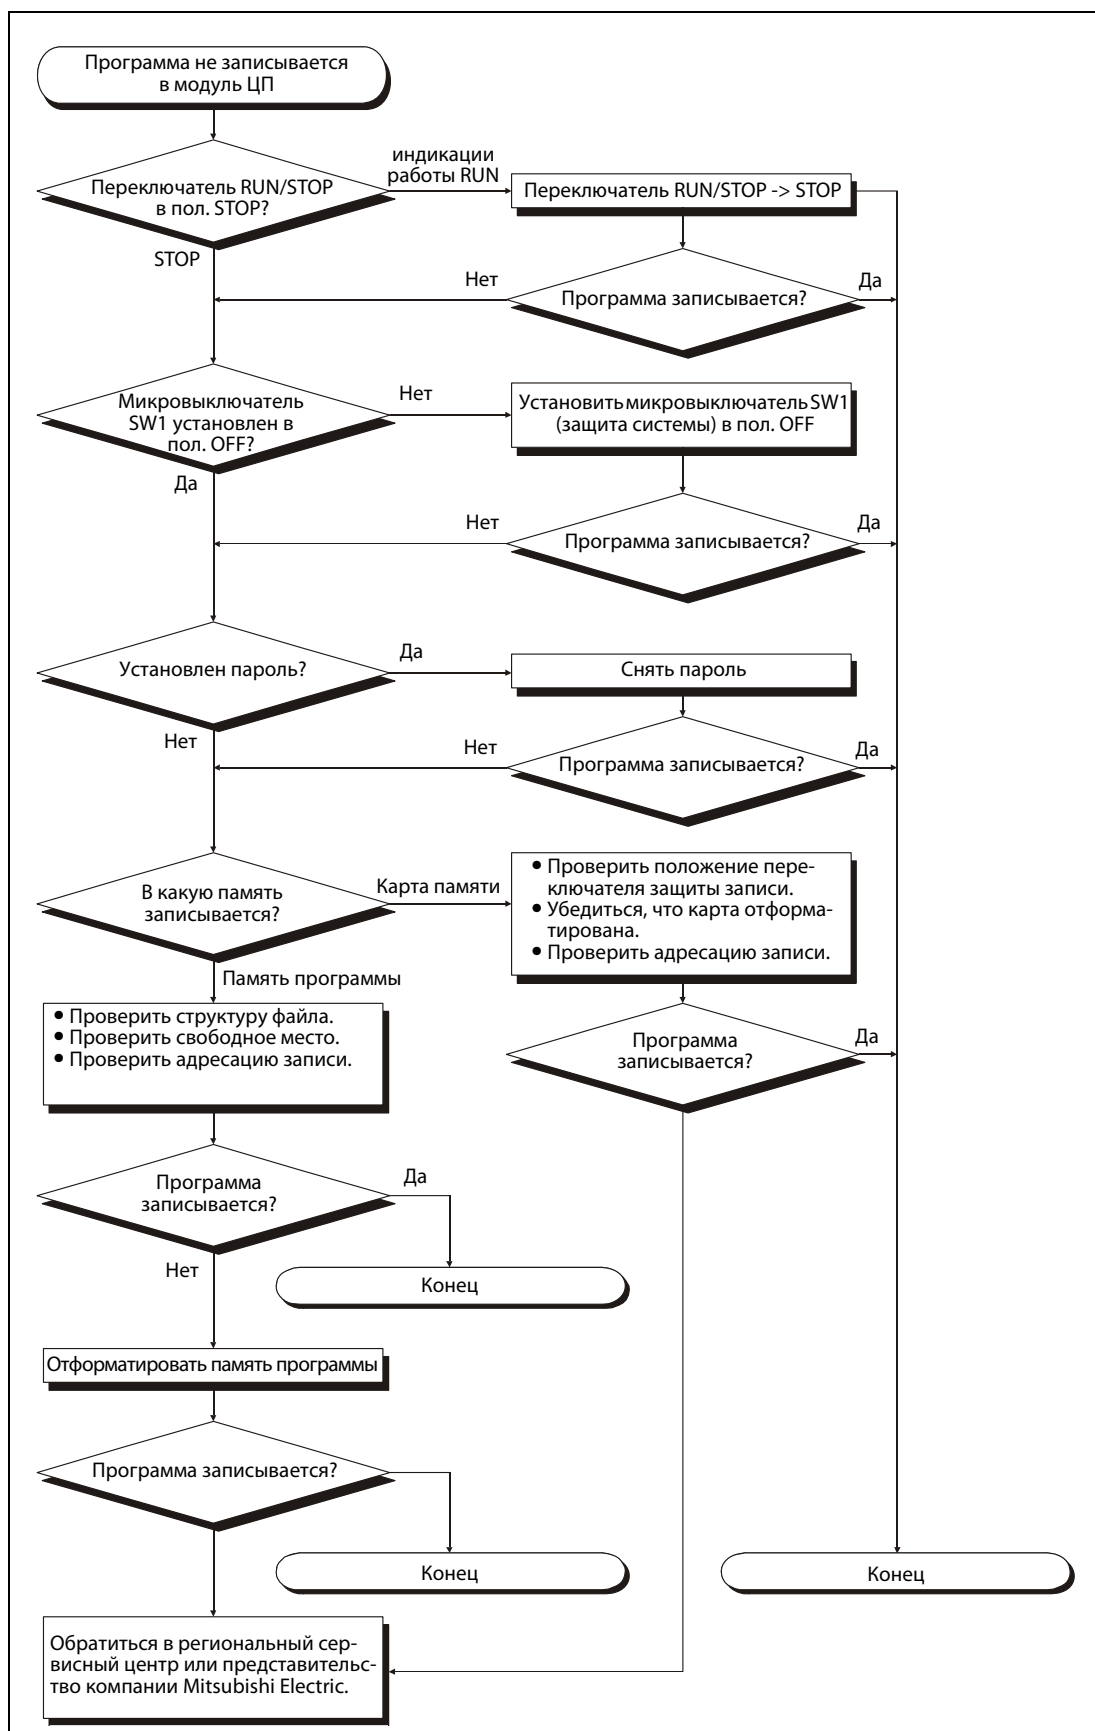 Программа не записывается
в модуль ЦП
индикации
работы RUN
Переключатель RUN/STOP
в пол. STOP?
Переключатель RUN/STOP -> STOP
STOP
Нет
Да
Программа записывается?
Микровыключатель
SW1 установлен в
пол. OFF?
Нет
Установить микровыключатель SW1
(защита системы) в пол. OFF
Да
Нет
Да
Программа записывается?
Установлен пароль?
Да
Снять пароль
Нет
Нет
Да
Программа записывается?
В какую память
записывается?
Карта памяти
• Проверить положение пере-
ключателя защиты записи.
• Убедиться, что карта отформа-
тирована.
• Проверить адресацию записи.
Память программы
• Проверить структуру файла.
• Проверить свободное место.
• Проверить адресацию записи.
Программа
записывается?
Да
Программа
записывается?
Да
Нет
Конец
Отформатировать память программы
Программа записывается?
Конец
Конец
Обратиться в региональный сер-
висный центр или представительс-
тво компании Mitsubishi Electric.